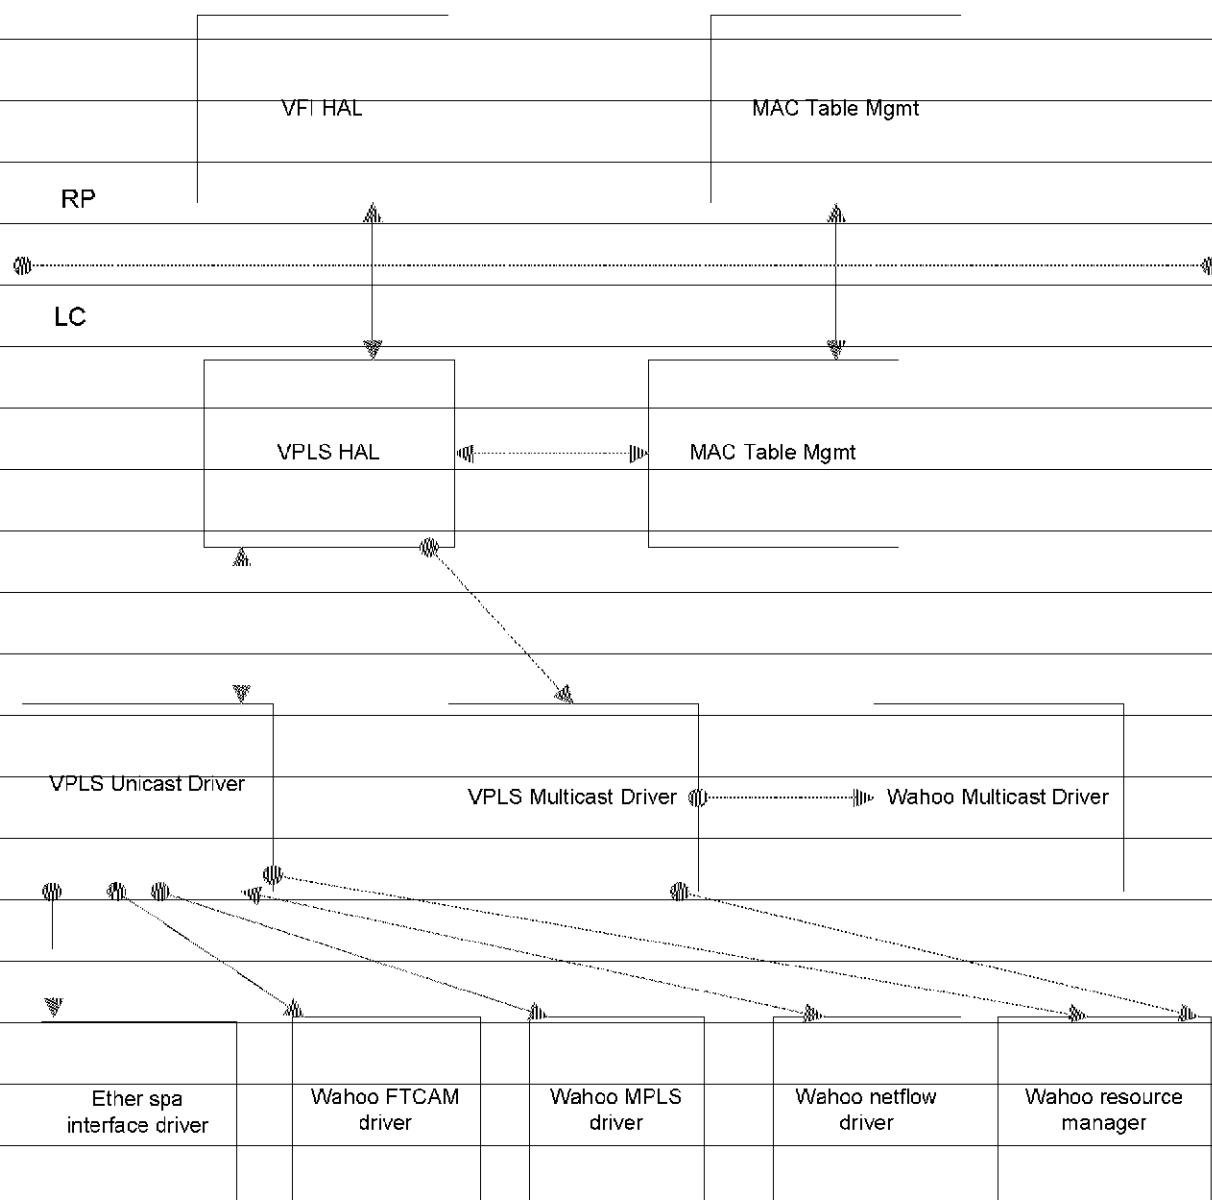 VFI HAL
MAC Table Mgmt
RP
LC
VPLS HAL
MAC Table Mgmt
VPLS Unicast Driver
VPLS Multicast Driver
Wahoo Multicast Driver
Ether spa
interface driver
Wahoo FTCAM
driver
Wahoo MPLS
driver
Wahoo netflow
driver
Wahoo resource
manager